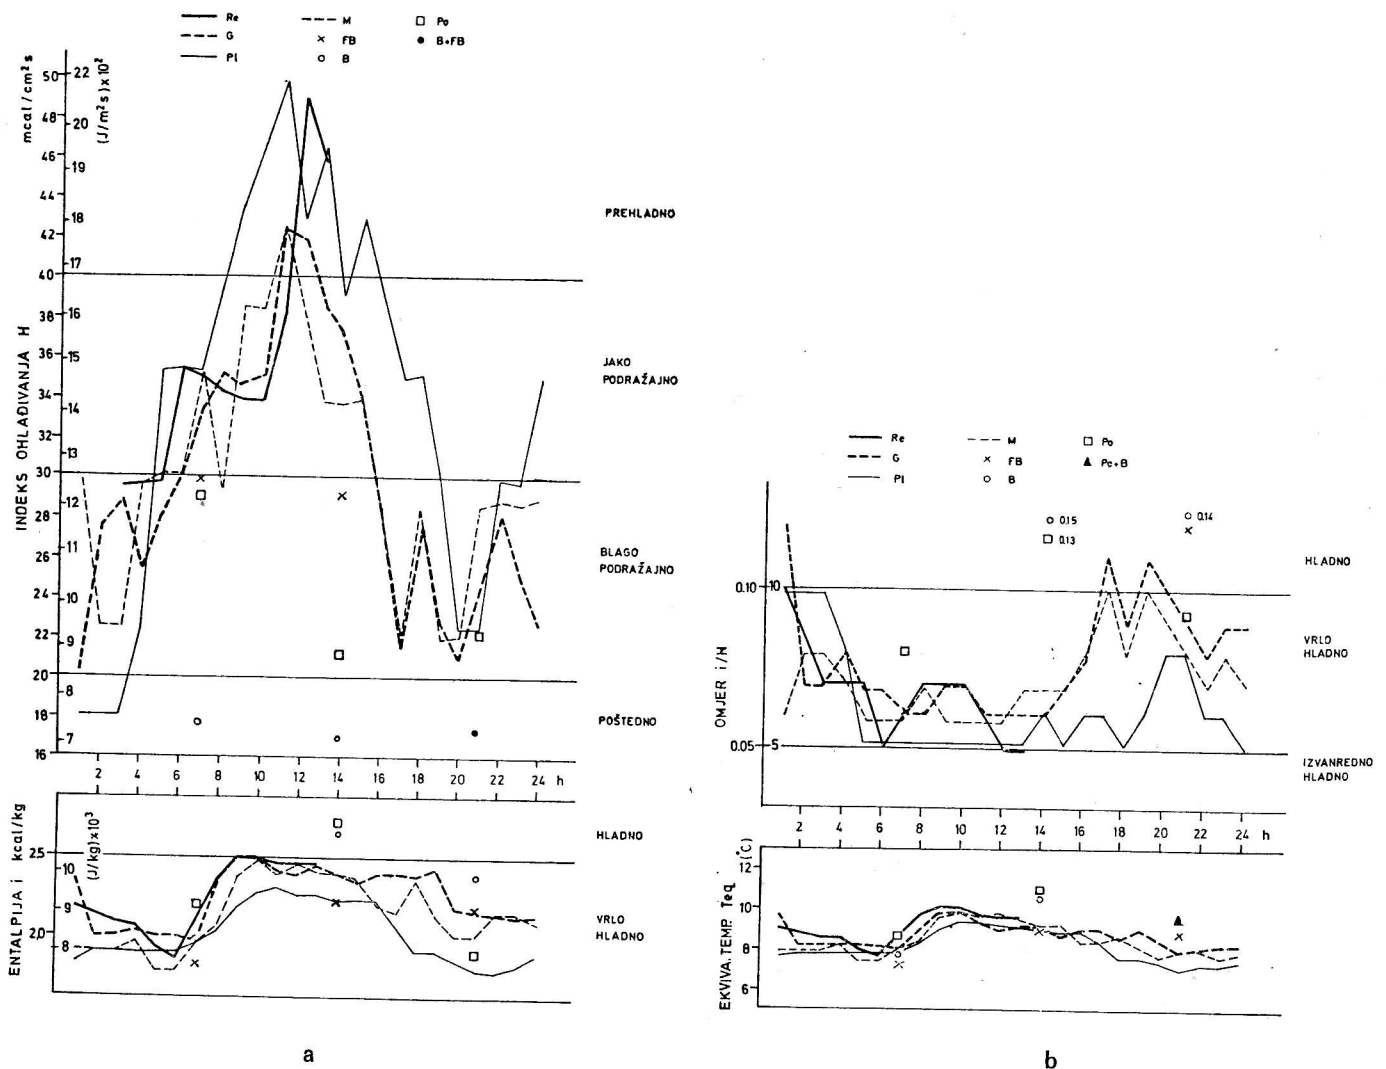 Re
G
Pl
M
FB
B
Po
B+FB
mcal/cm²s
(J/m²s)x10²
INDEKS OHLAĐIVANJA H
50
48
46
44
42
40
38
36
34
32
30
28
26
24
22
20
18
16
22
20
19
18
17
16
15
14
13
12
11
10
9
8
7
PREHLADNO
JAKO
PODRAŽAJNO
BLAGO
PODRAŽAJNO
POŠTEDNO
2 4 6 8 10 12 14 16 18 20 22 24 h
ENTALPIJA i kcal/kg
(J/kg)x10³
25
20
10
9
8
HLADNO
VRLO
HLADNO
a
Re
G
Pl
M
FB
B
Po
Po+B
OMJER i/H
0.10
10
0.05
5
0.15
0.13
0.14
HLADNO
VRLO
HLADNO
IZVANREDNO
HLADNO
2 4 6 8 10 12 14 16 18 20 22 24 h
EKVIVA. TEMP. Teq °(C)
12
10
8
6
b